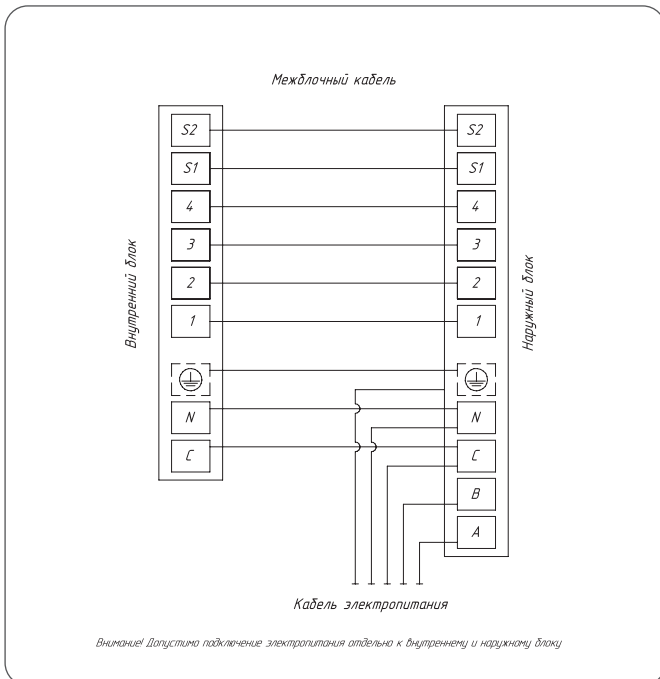 Межблочный кабель
S2 S2
S1 S1
4 4
3 3
2 2
1 1
N N
C C
B
A
Внутренний блок
Наружный блок
Кабель электропитания
Внимание! Допустимо подключение электропитания отдельно к внутреннему и наружному блоку